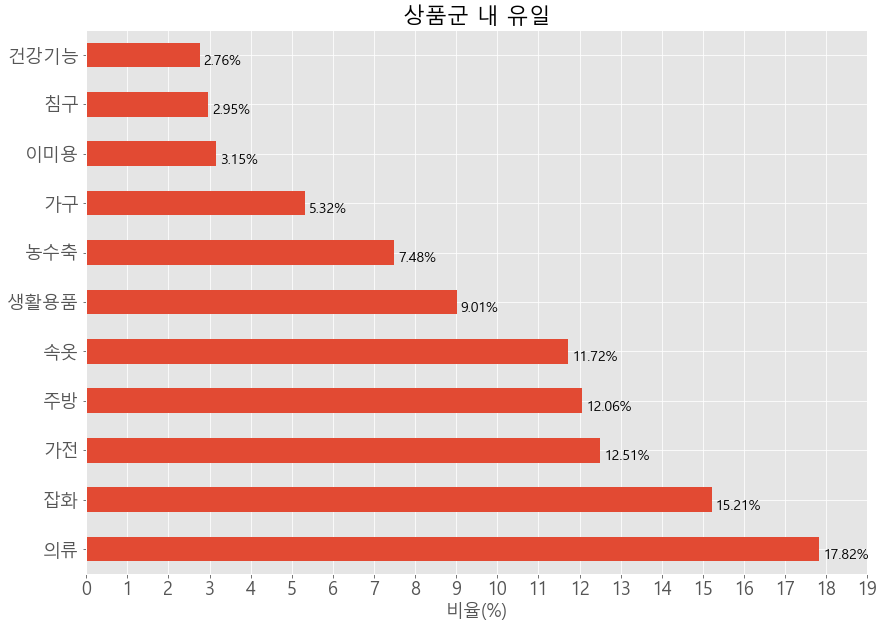 상품군 내 유일
건강기능
2.76%
침구
2.95%
이미용
3.15%
가구
5.32%
농수축
7.48%
생활용품
9.01%
속옷
11.72%
주방
12.06%
가전
12.51%
잡화
15.21%
의류
17.82%
0 1 2 3 4 5 6 7 8 9 10 11 12 13 14 15 16 17 18 19
비율(%)